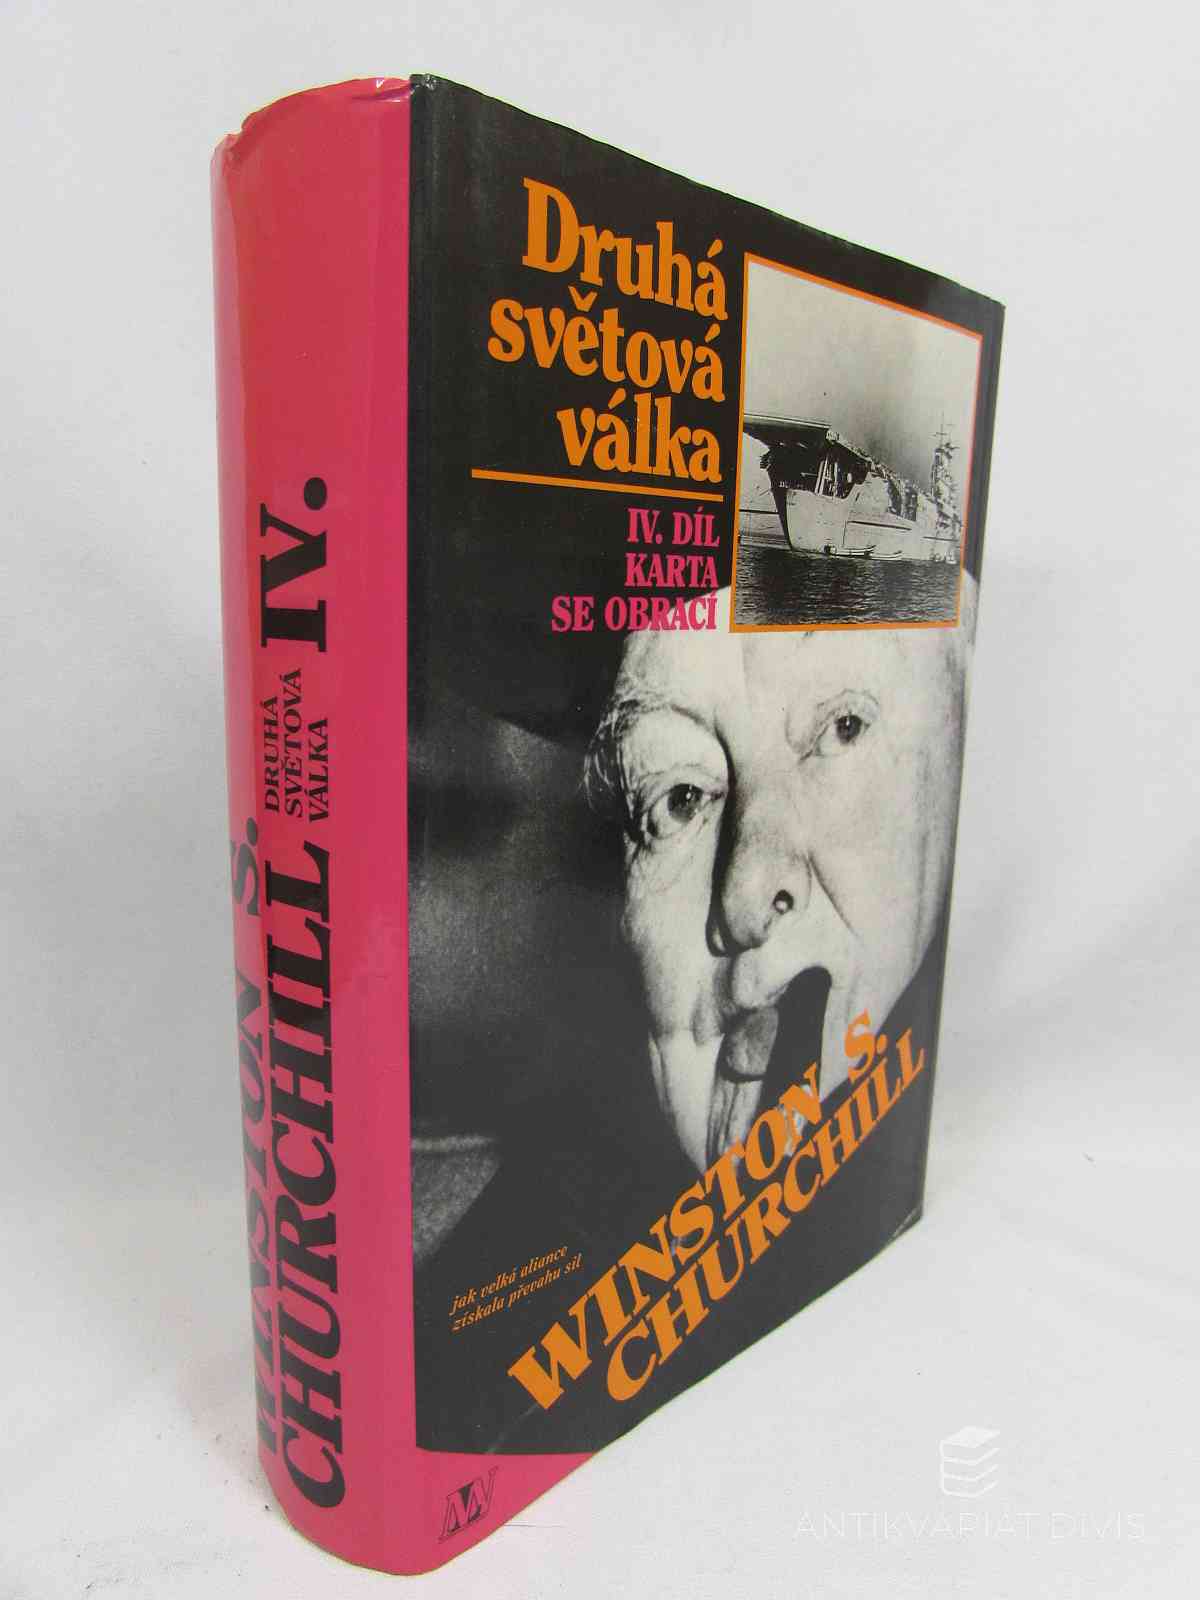 Druhá
světová
válka
IV. DÍL
KARTA
SE OBRACÍ
jak velká aliance
získala převahu sil
WINSTON S.
CHURCHILL
WINSTON S.
CHURCHILL
DRUHÁ
SVĚTOVÁ
VÁLKA
IV.
ANTIKVARIÁT DIVIŠ